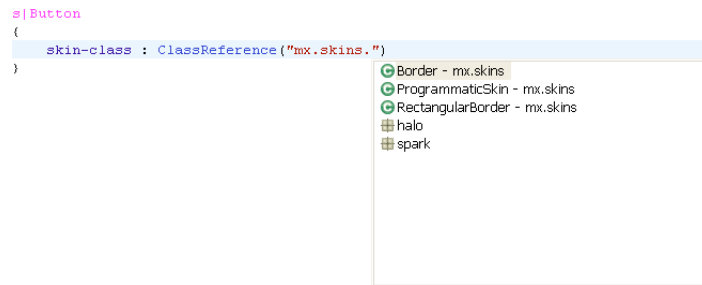 s|Button
{
skin-class : ClassReference("mx.skins.")
}
Border - mx.skins
ProgrammaticSkin - mx.skins
RectangularBorder - mx.skins
halo
spark